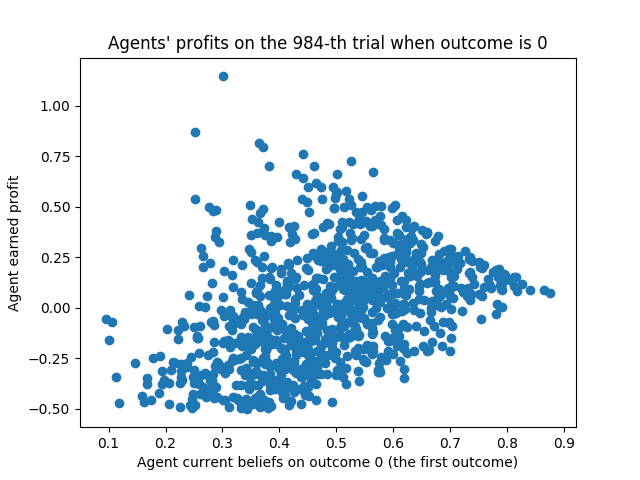 Agents' profits on the 984-th trial when outcome is 0
1.00
0.75
0.50
0.25
0.00
−0.25
−0.50
Agent earned profit
0.1 0.2 0.3 0.4 0.5 0.6 0.7 0.8 0.9
Agent current beliefs on outcome 0 (the first outcome)